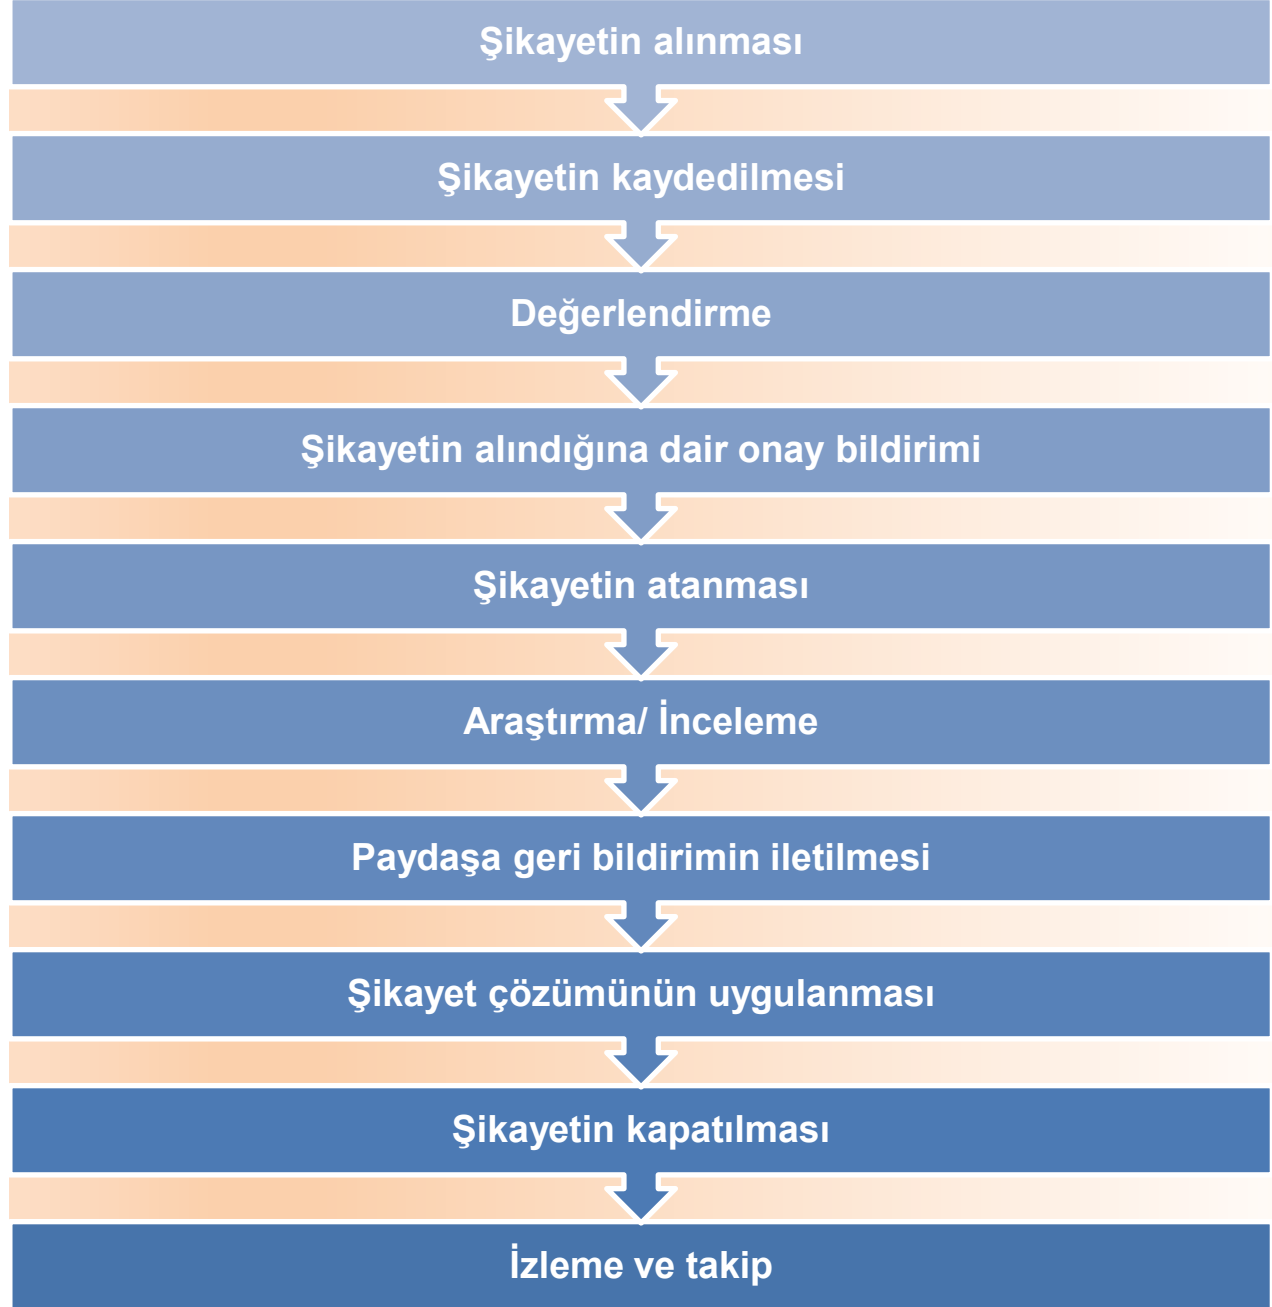 Şikayetin alınması
Şikayetin kaydedilmesi
Değerlendirme
Şikayetin alındığına dair onay bildirimi
Şikayetin atanması
Araştırma/ İnceleme
Paydaşa geri bildirimin iletilmesi
Şikayet çözümünün uygulanması
Şikayetin kapatılması
İzleme ve takip